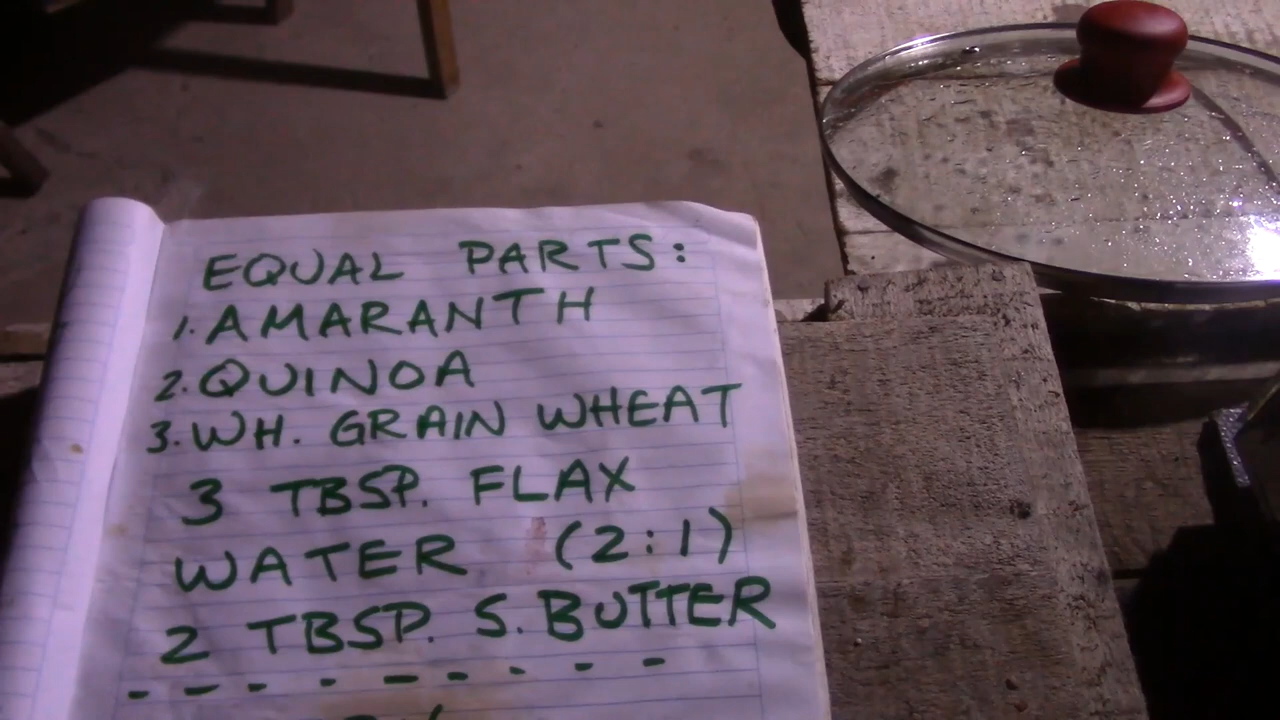 EQUAL PARTS:
1. AMARANTH
2. QUINOA
3. WH. GRAIN WHEAT
3 TBSP. FLAX
WATER (2:1)
2 TBSP. S. BUTTER
- - - - - - - - -